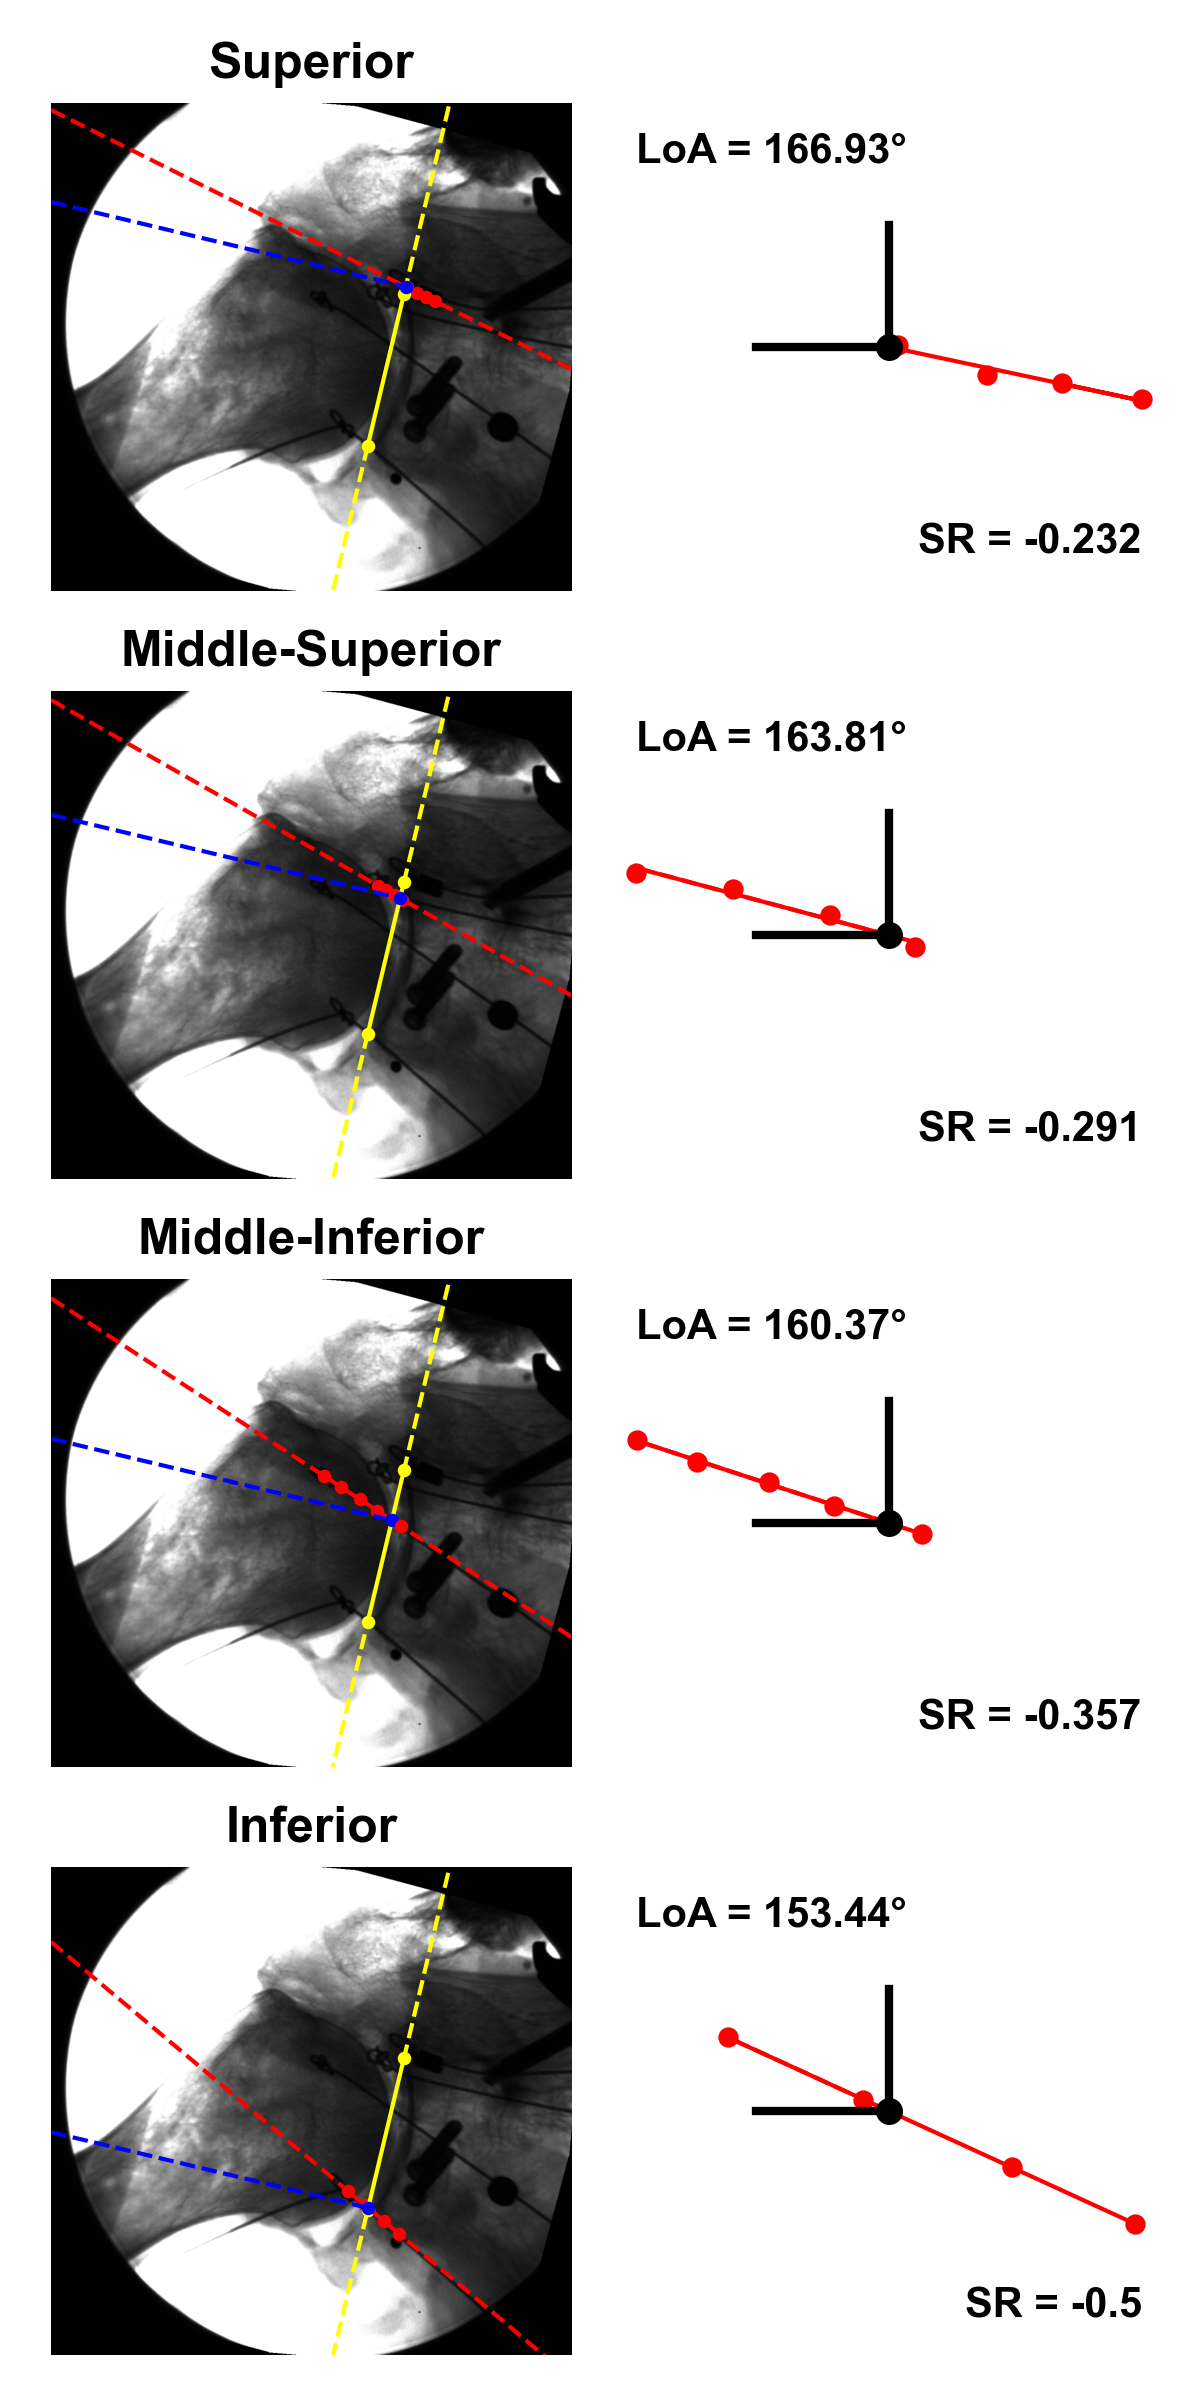 Superior
LoA = 166.93°
SR = -0.232
Middle-Superior
LoA = 163.81°
SR = -0.291
Middle-Inferior
LoA = 160.37°
SR = -0.357
Inferior
LoA = 153.44°
SR = -0.5